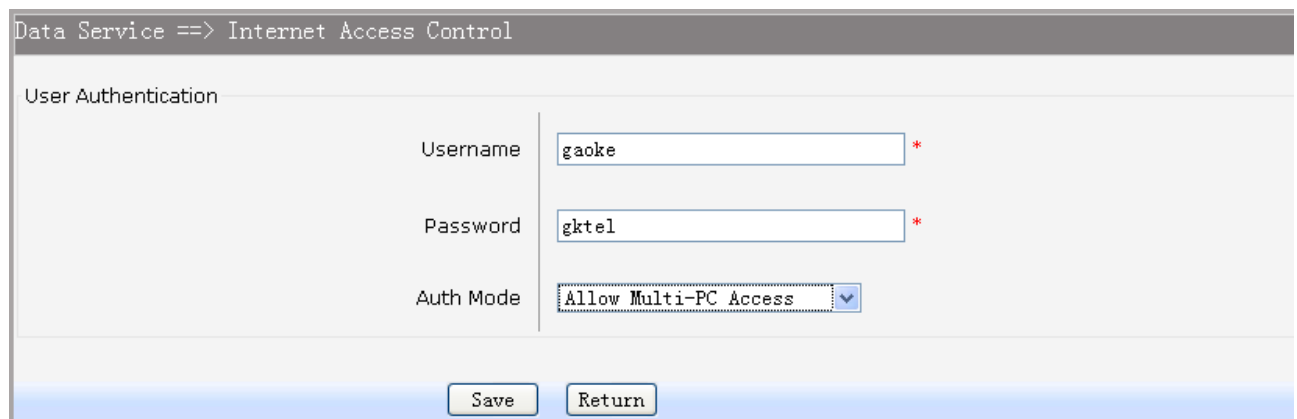 Data Service ==> Internet Access Control
User Authentication
Username gaoke *
Password gktel *
Auth Mode Allow Multi-PC Access
Save Return